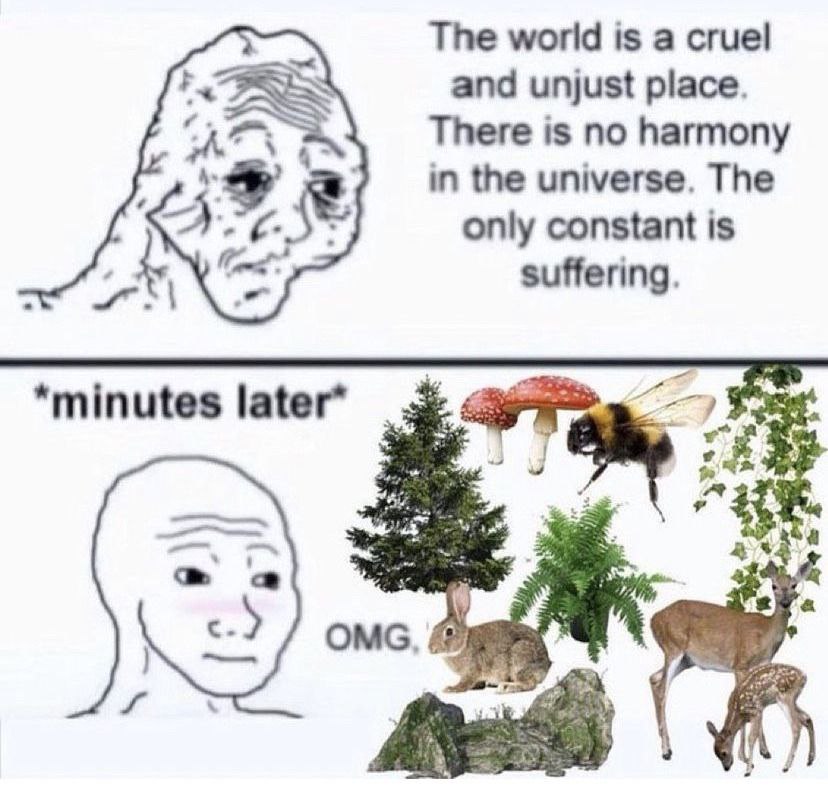 The world is a cruel
and unjust place.
There is no harmony
in the universe. The
only constant is
suffering.
*minutes later*
OMG,